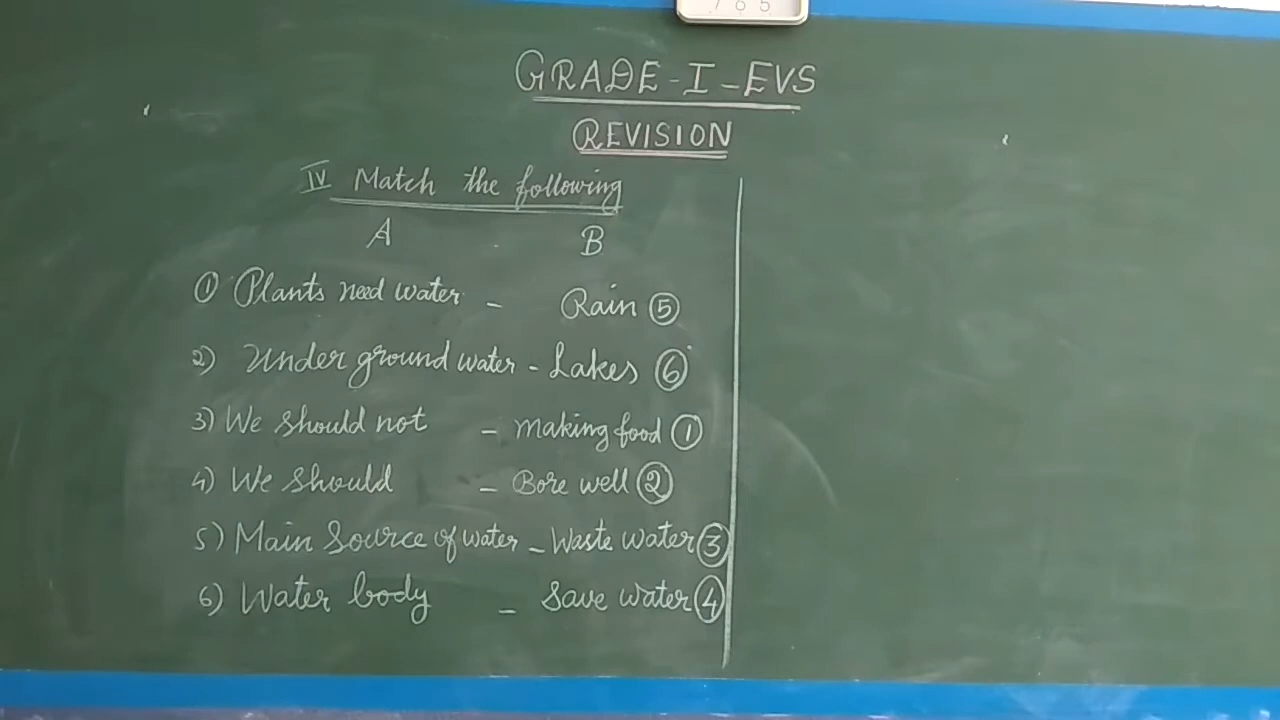 765
GRADE-I-EVS
REVISION
IV Match the following
A B
① Plants need water - Rain ⑤
2) Under ground water - Lakes ⑥
3) We should not - making food ①
4) We should - Bore well ②
5) Main Source of water - Waste water ③
6) Water body - Save water ④